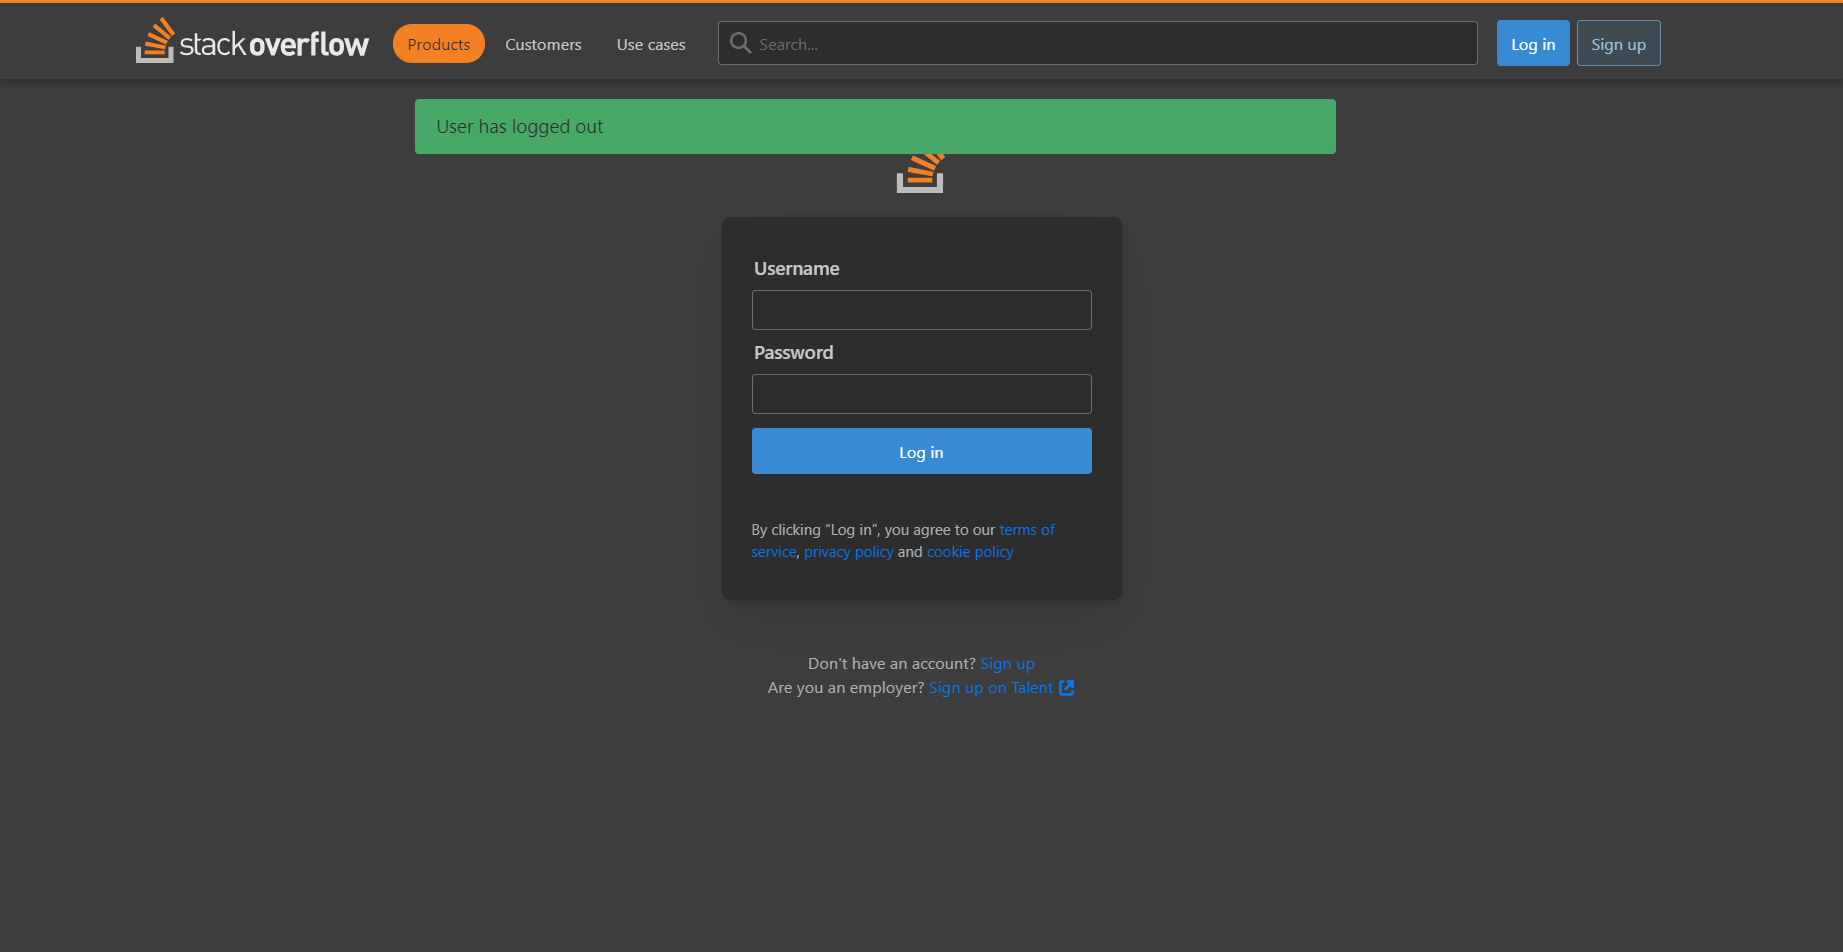 stack overflow Products Customers Use cases Search... Log in Sign up
User has logged out
Username
Password
Log in
By clicking “Log in”, you agree to our terms of
service, privacy policy and cookie policy
Don't have an account? Sign up
Are you an employer? Sign up on Talent